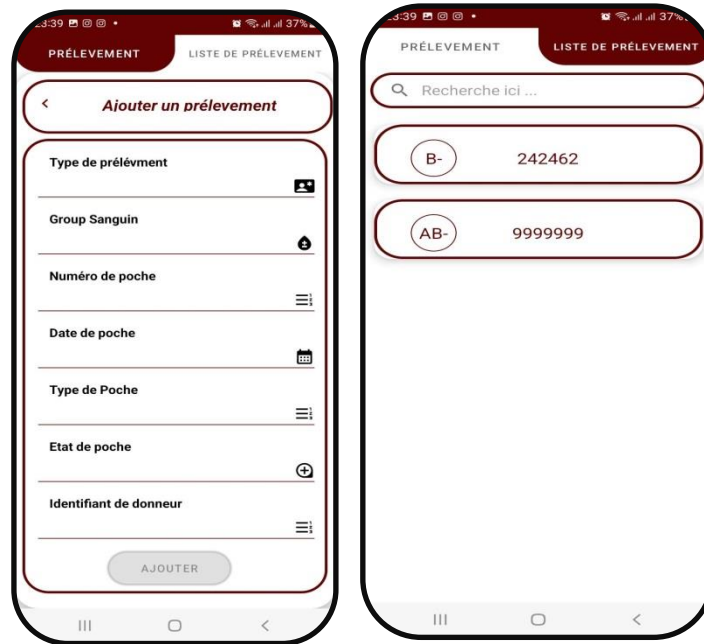 23:39
37%
PRÉLEVEMENT
LISTE DE PRÉLEVEMENT
Ajouter un prélevement
Type de prélévment
Group Sanguin
Numéro de poche
Date de poche
Type de Poche
Etat de poche
Identifiant de donneur
AJOUTER
3:39
37%
PRÉLEVEMENT
LISTE DE PRÉLEVEMENT
Recherche ici ...
B-
242462
AB-
9999999